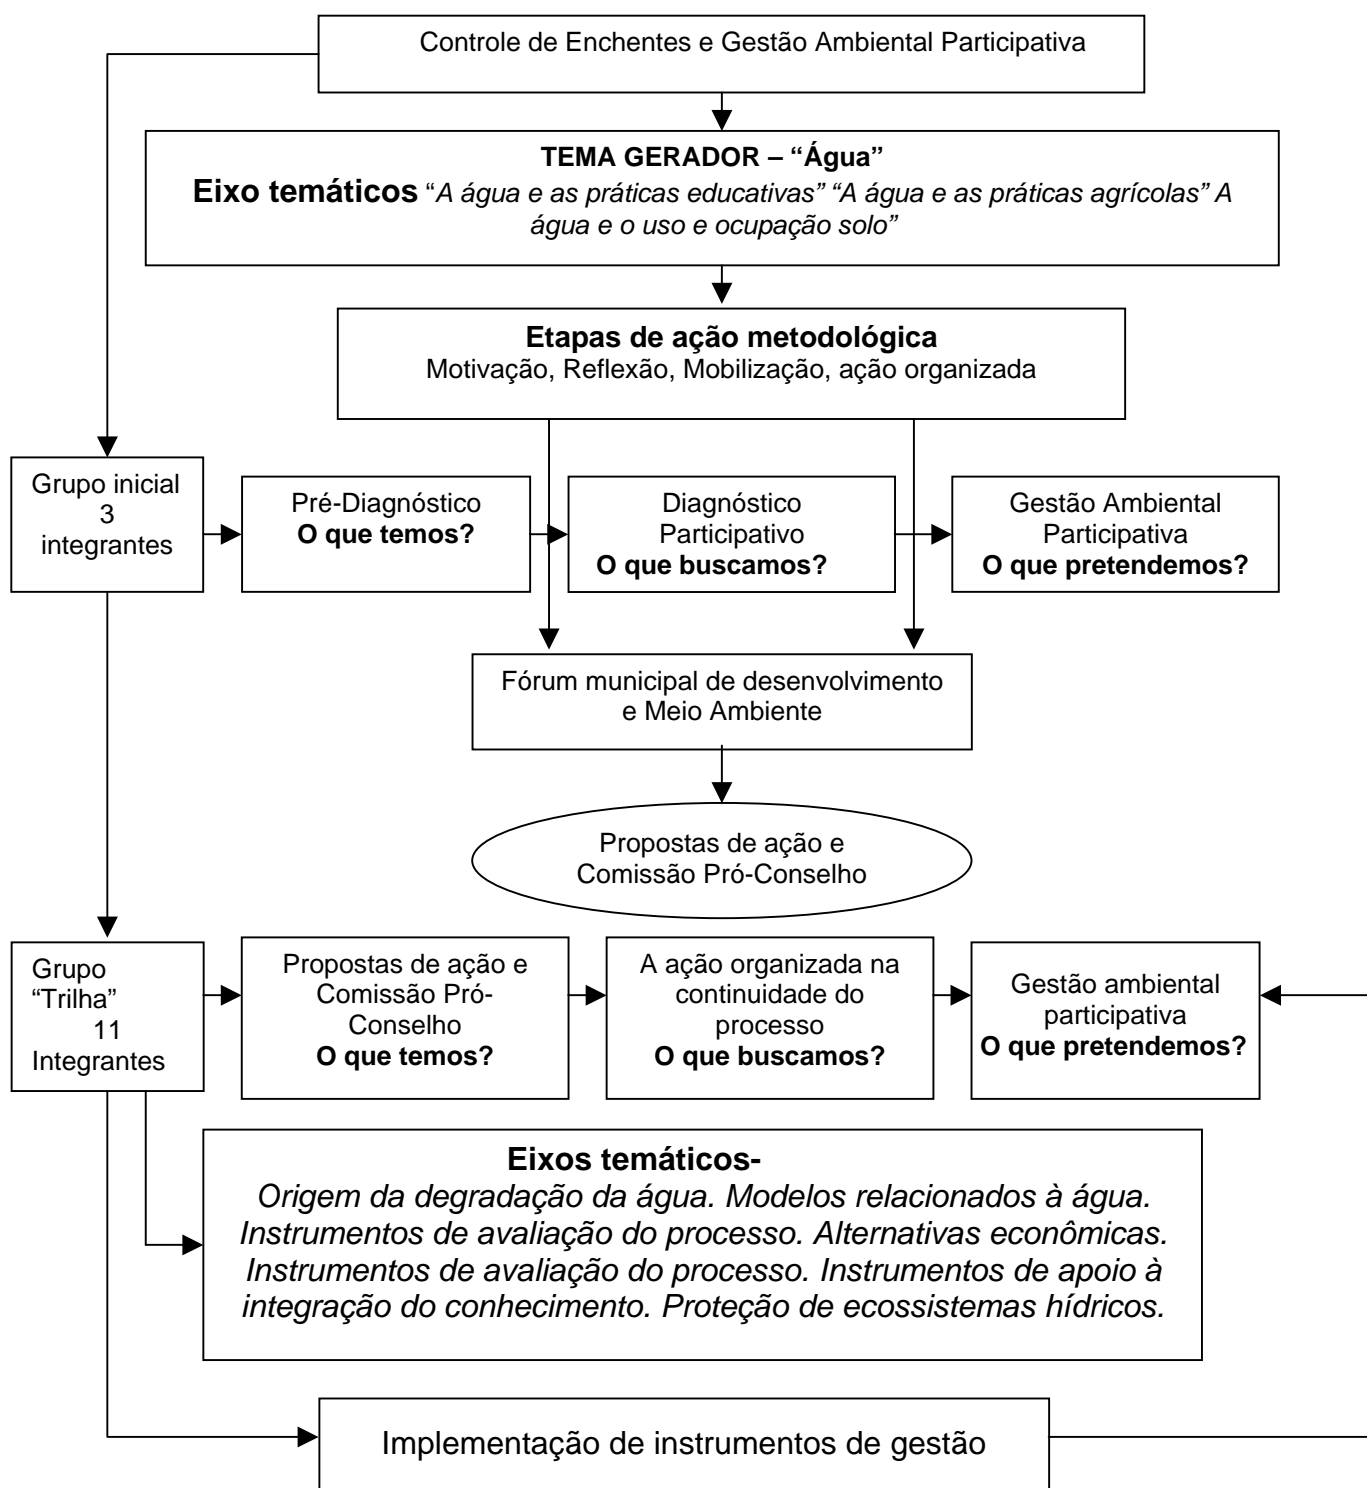 Controle de Enchentes e Gestão Ambiental Participativa
TEMA GERADOR – “Água”
Eixo temáticos “A água e as práticas educativas” “A água e as práticas agrícolas” A
água e o uso e ocupação solo”
Etapas de ação metodológica
Motivação, Reflexão, Mobilização, ação organizada
Grupo inicial
3
integrantes
Pré-Diagnóstico
O que temos?
Diagnóstico
Participativo
O que buscamos?
Gestão Ambiental
Participativa
O que pretendemos?
Fórum municipal de desenvolvimento
e Meio Ambiente
Propostas de ação e
Comissão Pró-Conselho
Grupo
“Trilha”
11
Integrantes
Propostas de ação e
Comissão Pró-
Conselho
O que temos?
A ação organizada na
continuidade do
processo
O que buscamos?
Gestão ambiental
participativa
O que pretendemos?
Eixos temáticos-
Origem da degradação da água. Modelos relacionados à água.
Instrumentos de avaliação do processo. Alternativas econômicas.
Instrumentos de avaliação do processo. Instrumentos de apoio à
integração do conhecimento. Proteção de ecossistemas hídricos.
Implementação de instrumentos de gestão